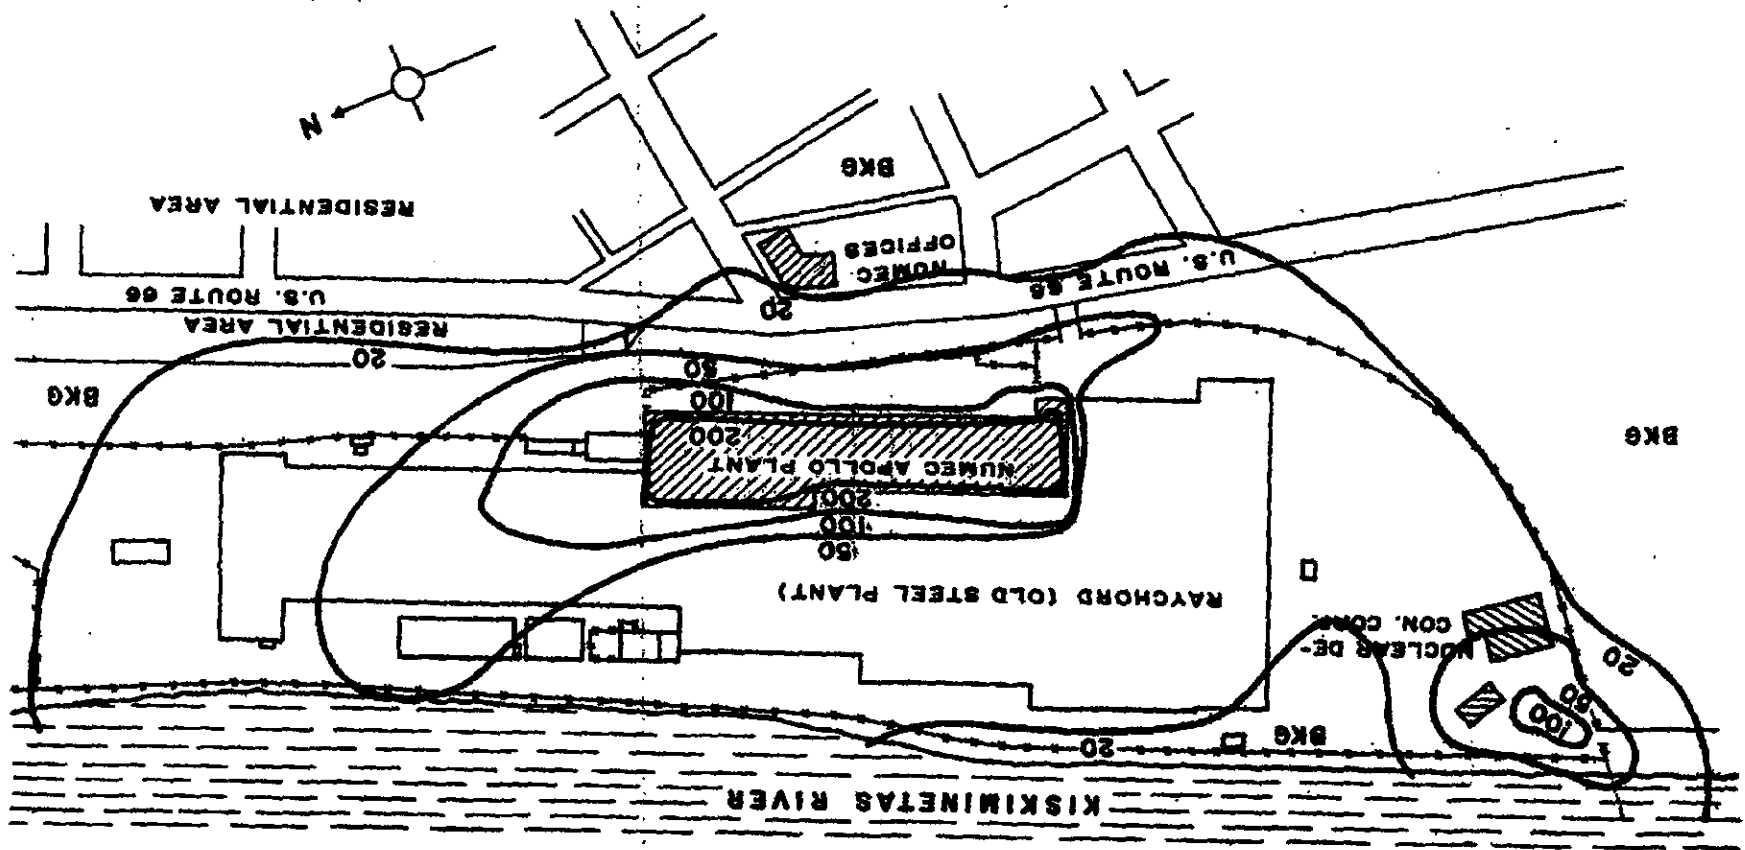 KISKIMINETAS RIVER
BKG
20
100
50
20
NUCLEAR DE-
CON. CORP.
RAYCHORD (OLD STEEL PLANT)
50
100
200
NUMEC APOLLO PLANT
200
100
50
BKG
BKG
20
RESIDENTIAL AREA
20
U.S. ROUTE 66
U.S. ROUTE 66
NUMEC
OFFICES
RESIDENTIAL AREA
BKG
N